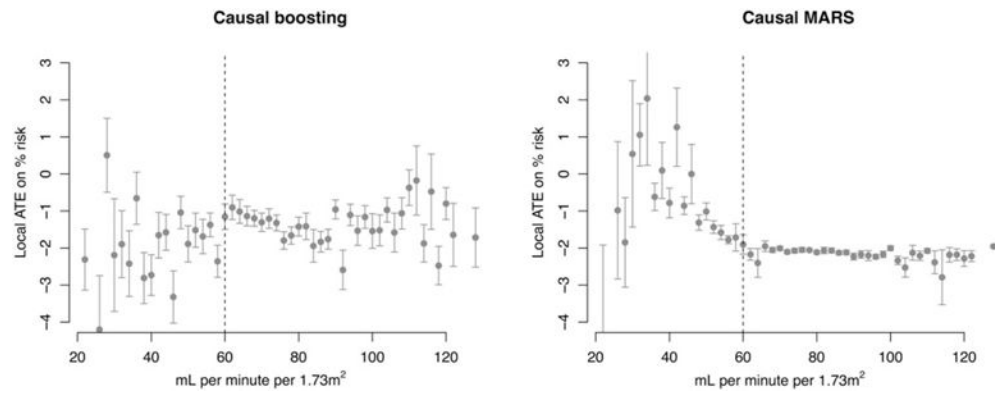 Causal boosting
Local ATE on % risk
3
2
1
0
−1
−2
−3
−4
20 40 60 80 100 120
mL per minute per 1.73m²
Causal MARS
Local ATE on % risk
3
2
1
0
−1
−2
−3
−4
20 40 60 80 100 120
mL per minute per 1.73m²